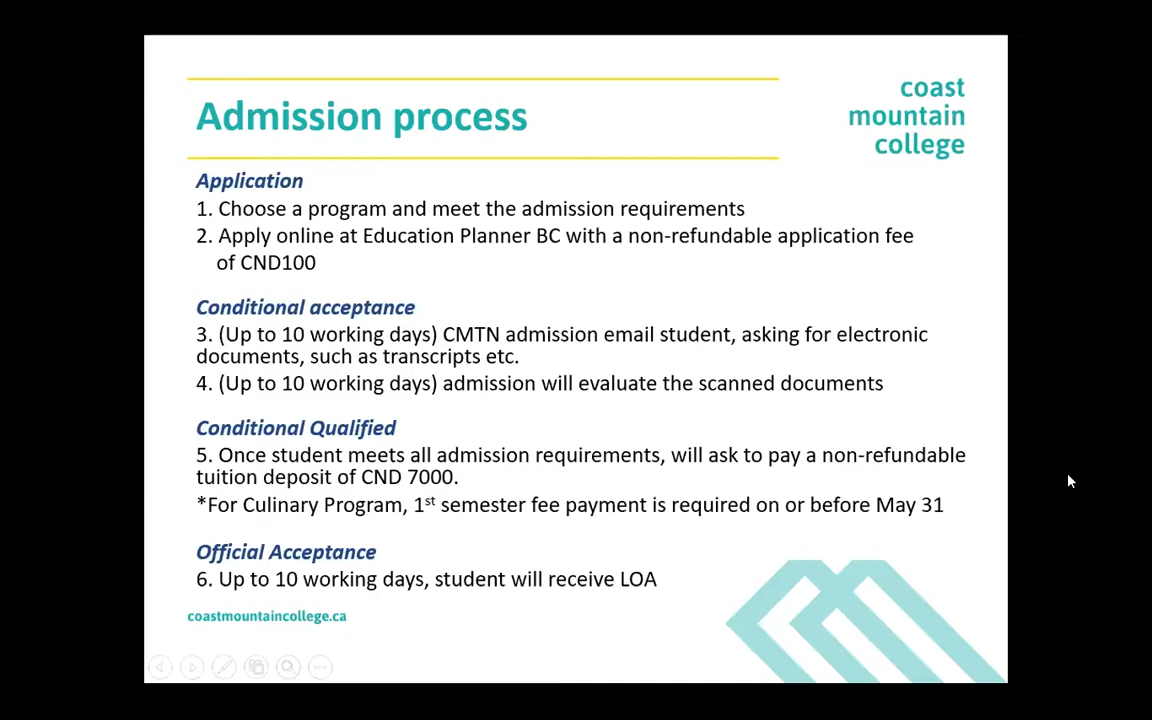 Admission process
coast
mountain
college
Application
1. Choose a program and meet the admission requirements
2. Apply online at Education Planner BC with a non-refundable application fee
of CND100
Conditional acceptance
3. (Up to 10 working days) CMTN admission email student, asking for electronic
documents, such as transcripts etc.
4. (Up to 10 working days) admission will evaluate the scanned documents
Conditional Qualified
5. Once student meets all admission requirements, will ask to pay a non-refundable
tuition deposit of CND 7000.
*For Culinary Program, 1st semester fee payment is required on or before May 31
Official Acceptance
6. Up to 10 working days, student will receive LOA
coastmountaincollege.ca